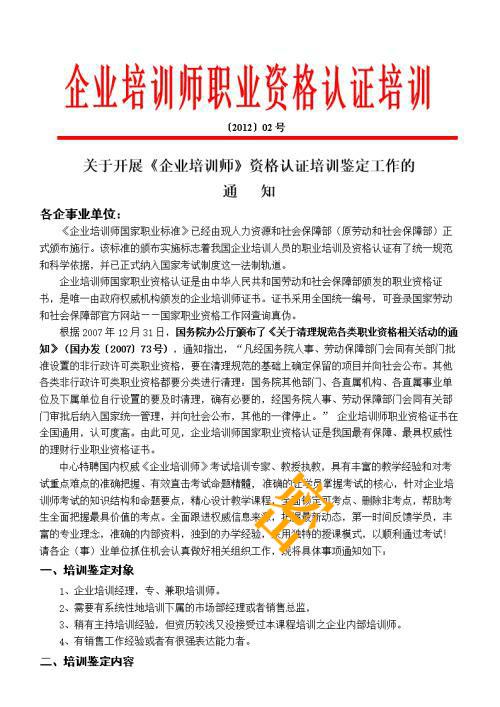 企业培训师职业资格认证培训
〔2012〕02 号
关于开展《企业培训师》资格认证培训鉴定工作的
通 知
各企事业单位：
《企业培训师国家职业标准》已经由现人力资源和社会保障部（原劳动和社会保障部）正
式颁布施行。该标准的颁布实施标志着我国企业培训人员的职业培训及资格认证有了统一规范
和科学依据，并已正式纳入国家考试制度这一法制轨道。
企业培训师国家职业资格认证是由中华人民共和国劳动和社会保障部颁发的职业资格证
书，是唯一由政府权威机构颁发的企业培训师证书。证书采用全国统一编号，可登录国家劳动
和社会保障部官方网站——国家职业资格工作网查询真伪。
根据 2007 年 12 月 31 日，国务院办公厅颁布了《关于清理规范各类职业资格相关活动的通
知》（国办发〔2007〕73 号），通知指出，“凡经国务院人事、劳动保障部门会同有关部门批
准设置的非行政许可类职业资格，要在清理规范的基础上确定保留的项目并向社会公布。其他
各类非行政许可类职业资格都要分类进行清理：国务院其他部门、各直属机构、各直属事业单
位及下属单位自行设置的要及时清理，确有必要的，经国务院人事、劳动保障部门会同有关部
门审批后纳入国家统一管理，并向社会公布，其他的一律停止。” 企业培训师职业资格证书在
全国通用，认可度高。由此可见，企业培训师国家职业资格认证是我国最有保障、最具权威性
的理财行业职业资格证书。
中心特聘国内权威《企业培训师》考试培训专家、教授执教，具有丰富的教学经验和对考
试重点难点的准确把握、有效直击考试命题精髓，准确的让学员掌握考试的核心，针对企业培
训师考试的知识结构和命题要点，精心设计教学课程，全面锁定可考点、删除非考点，帮助考
生全面把握最具价值的考点。全面跟进权威信息来源，把握最新动态，第一时间反馈学员，丰
富的专业理念，准确的内部资料，独到的办学经验，采用独特的授课模式，以顺利通过考试！
请各企（事）业单位抓住机会认真做好相关组织工作，现将具体事项通知如下：
一、培训鉴定对象
1、企业培训经理，专、兼职培训师。
2、需要有系统性地培训下属的市场部经理或者销售总监。
3、稍有主持培训经验，但资历较浅又没接受过本课程培训之企业内部培训师。
4、有销售工作经验或者有很强表达能力者。
二、培训鉴定内容